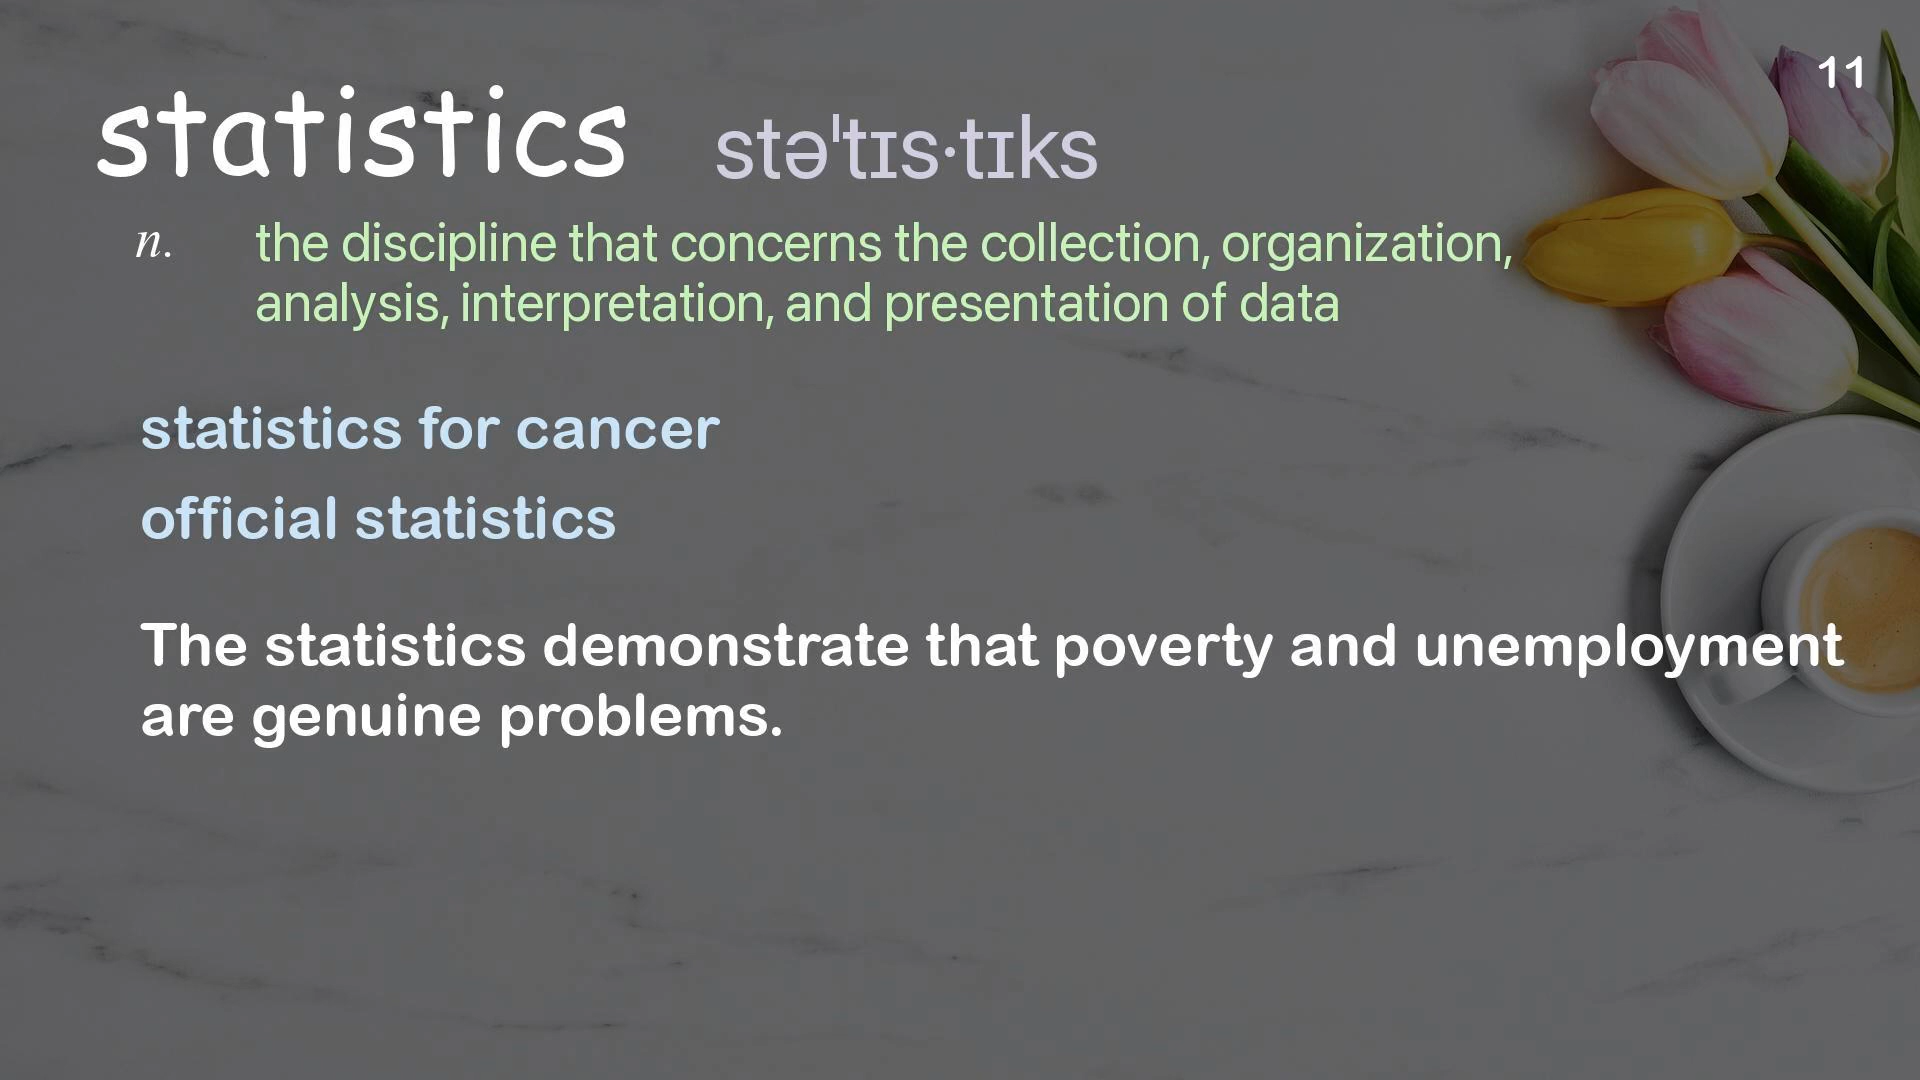 11
statistics stəˈtɪs·tɪks
n. the discipline that concerns the collection, organization,
analysis, interpretation, and presentation of data
statistics for cancer
official statistics
The statistics demonstrate that poverty and unemployment
are genuine problems.